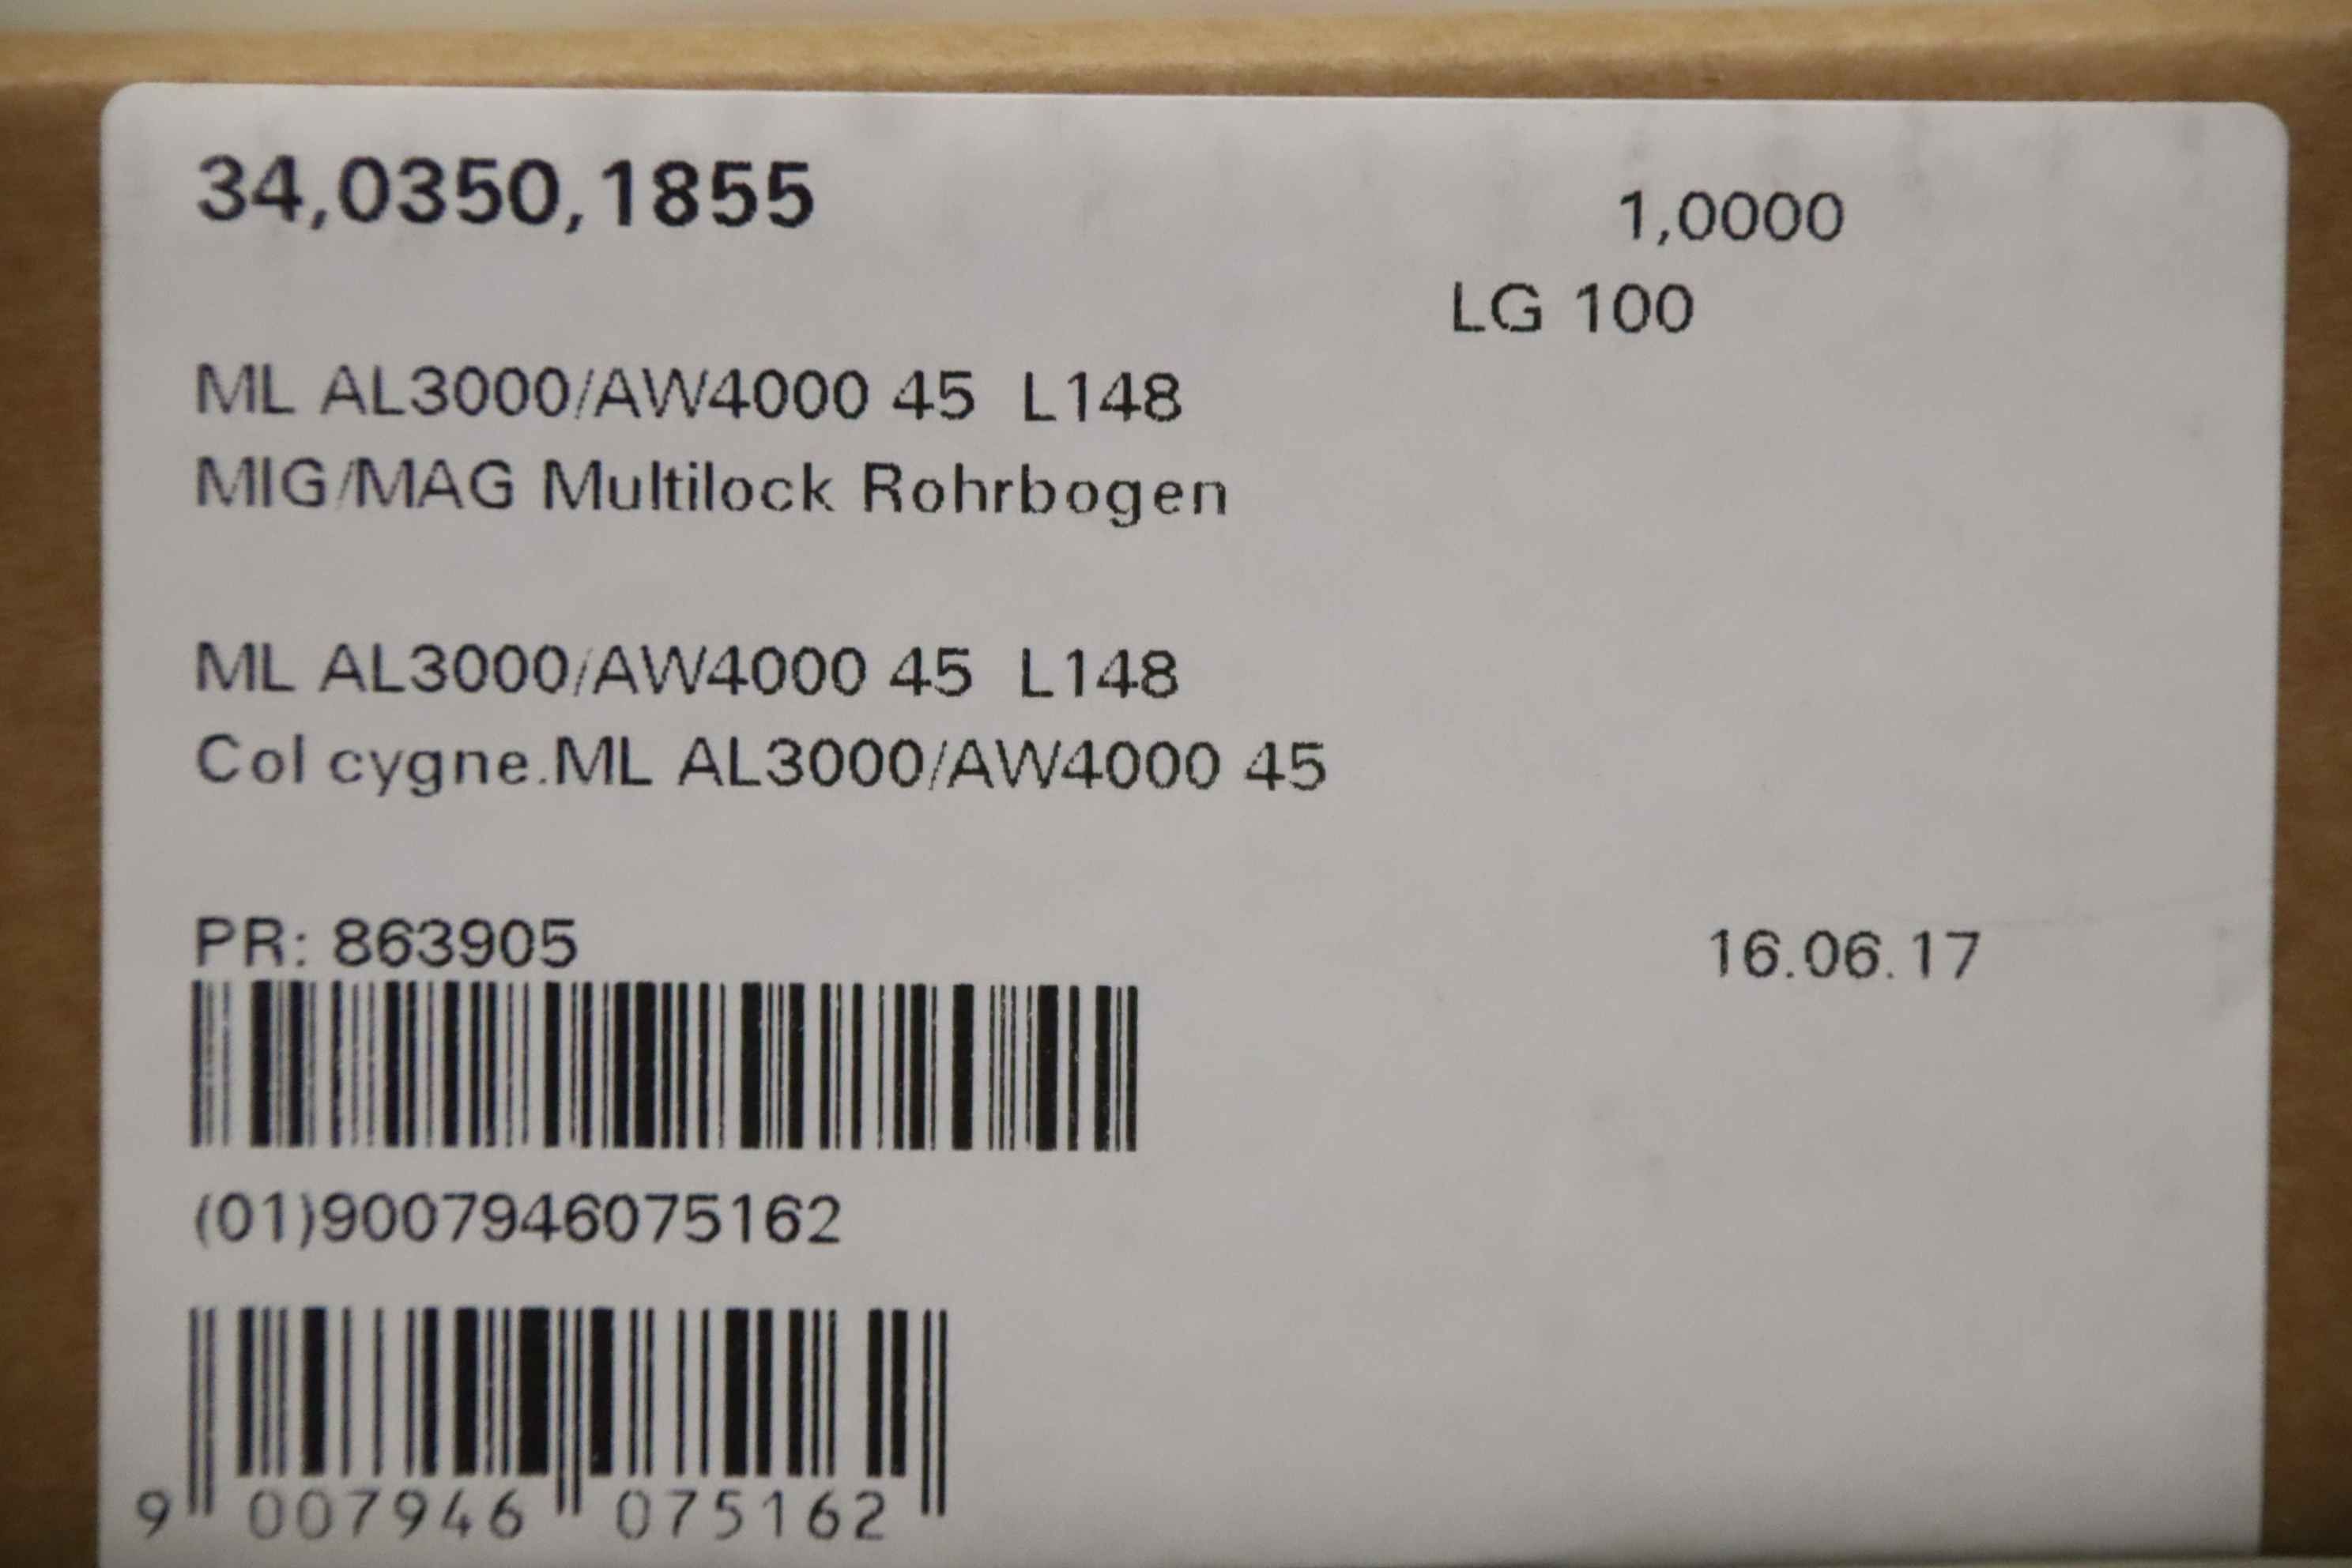 34,0350,1855
1,0000
LG 100
ML AL3000/AW4000 45 L148
MIG/MAG Multilock Rohrbogen
ML AL3000/AW4000 45 L148
Col cygne.ML AL3000/AW4000 45
PR: 863905
16.06.17
(01)9007946075162
9 007946 075162